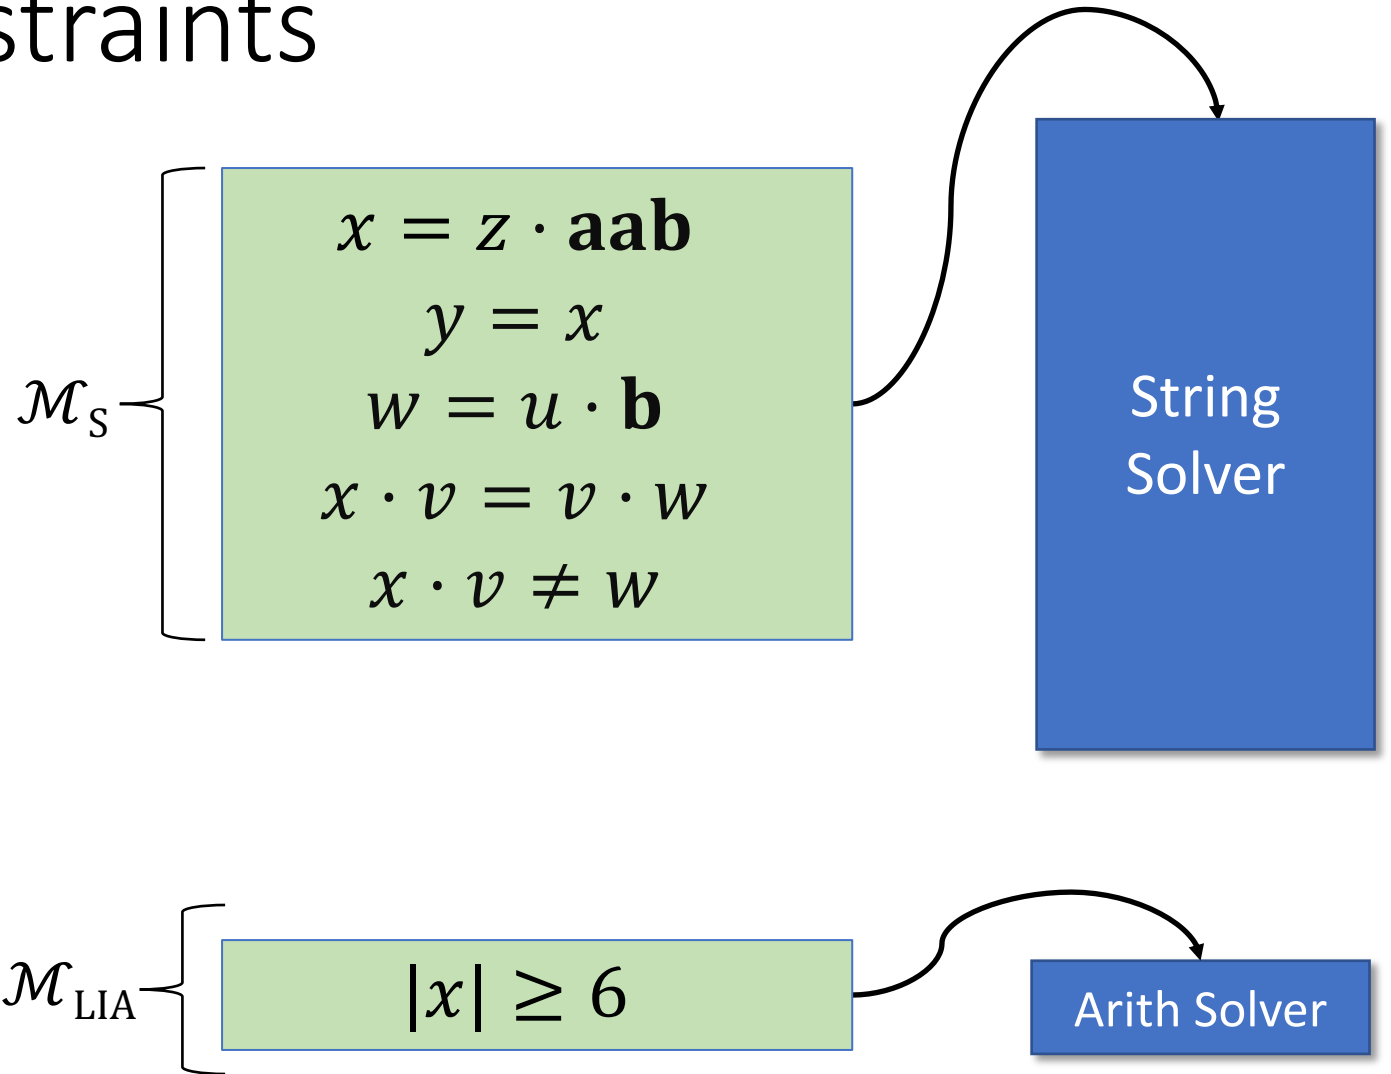 straints
x = z · aab
y = x
w = u · b
x · v = v · w
x · v ≠ w
ℳS
String
Solver
ℳLIA
|x| ≥ 6
Arith Solver